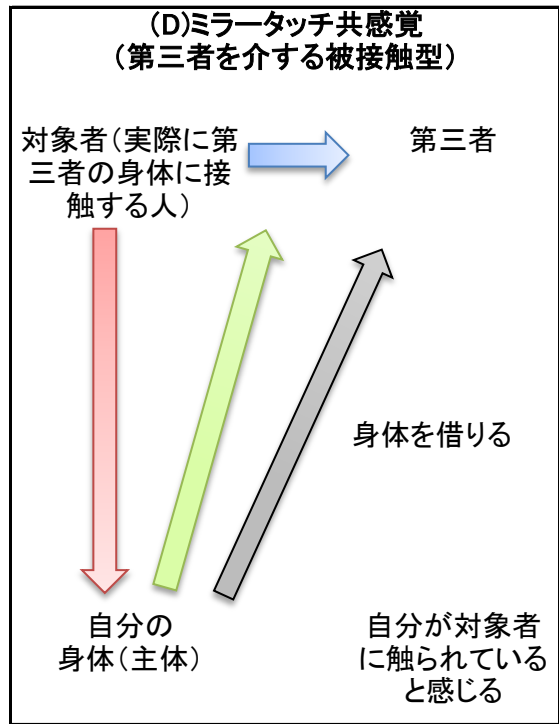 (D)ミラータッチ共感覚
(第三者を介する被接触型)
対象者(実際に第
三者の身体に接
触する人)
第三者
身体を借りる
自分の
身体(主体)
自分が対象者
に触られている
と感じる